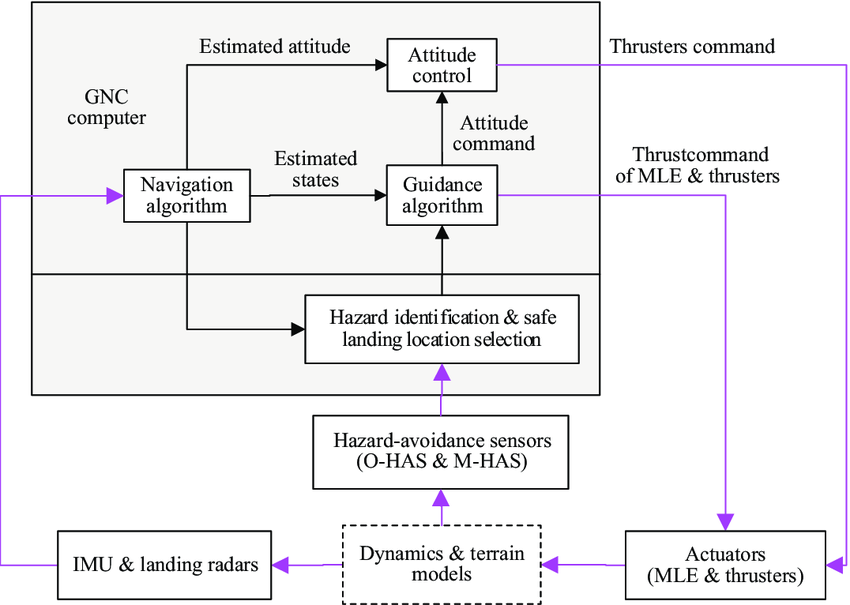 Estimated attitude
Attitude
control
Thrusters command
GNC
computer
Attitude
command
Estimated
states
Thrustcommand
of MLE & thrusters
Navigation
algorithm
Guidance
algorithm
Hazard identification & safe
landing location selection
Hazard-avoidance sensors
(O-HAS & M-HAS)
IMU & landing radars
Dynamics & terrain
models
Actuators
(MLE & thrusters)